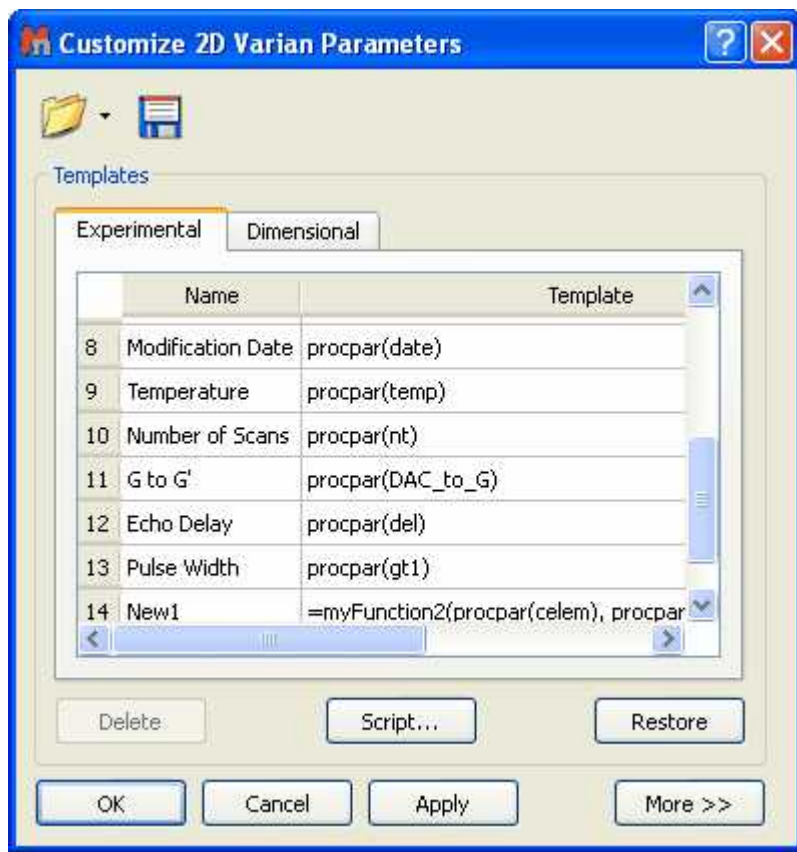 Customize 2D Varian Parameters
Templates
Experimental Dimensional
Name Template
8 Modification Date procpar(date)
9 Temperature procpar(temp)
10 Number of Scans procpar(nt)
11 G to G' procpar(DAC_to_G)
12 Echo Delay procpar(del)
13 Pulse Width procpar(gt1)
14 New1 =myFunction2(procpar(celem), procpar
Delete Script... Restore
OK Cancel Apply More >>